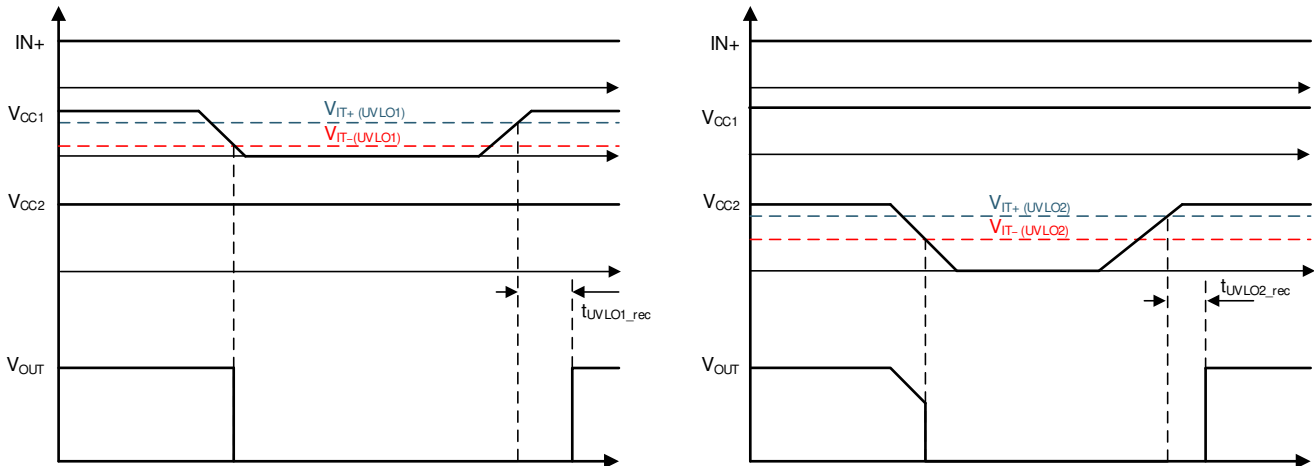 IN+
VCC1
VIT+ (UVLO1)
VIT−(UVLO1)
VCC2
tUVLO1_rec
VOUT
IN+
VCC1
VCC2
VIT+ (UVLO2)
VIT− (UVLO2)
tUVLO2_rec
VOUT